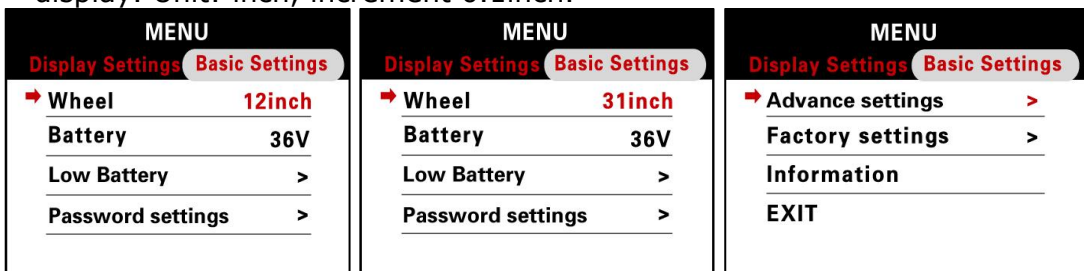 display. Unit: inch, increment 0.1inch.
MENU
Display Settings Basic Settings
Wheel 12inch
Battery 36V
Low Battery >
Password settings >
MENU
Display Settings Basic Settings
Wheel 31inch
Battery 36V
Low Battery >
Password settings >
MENU
Display Settings Basic Settings
Advance settings >
Factory settings >
Information
EXIT